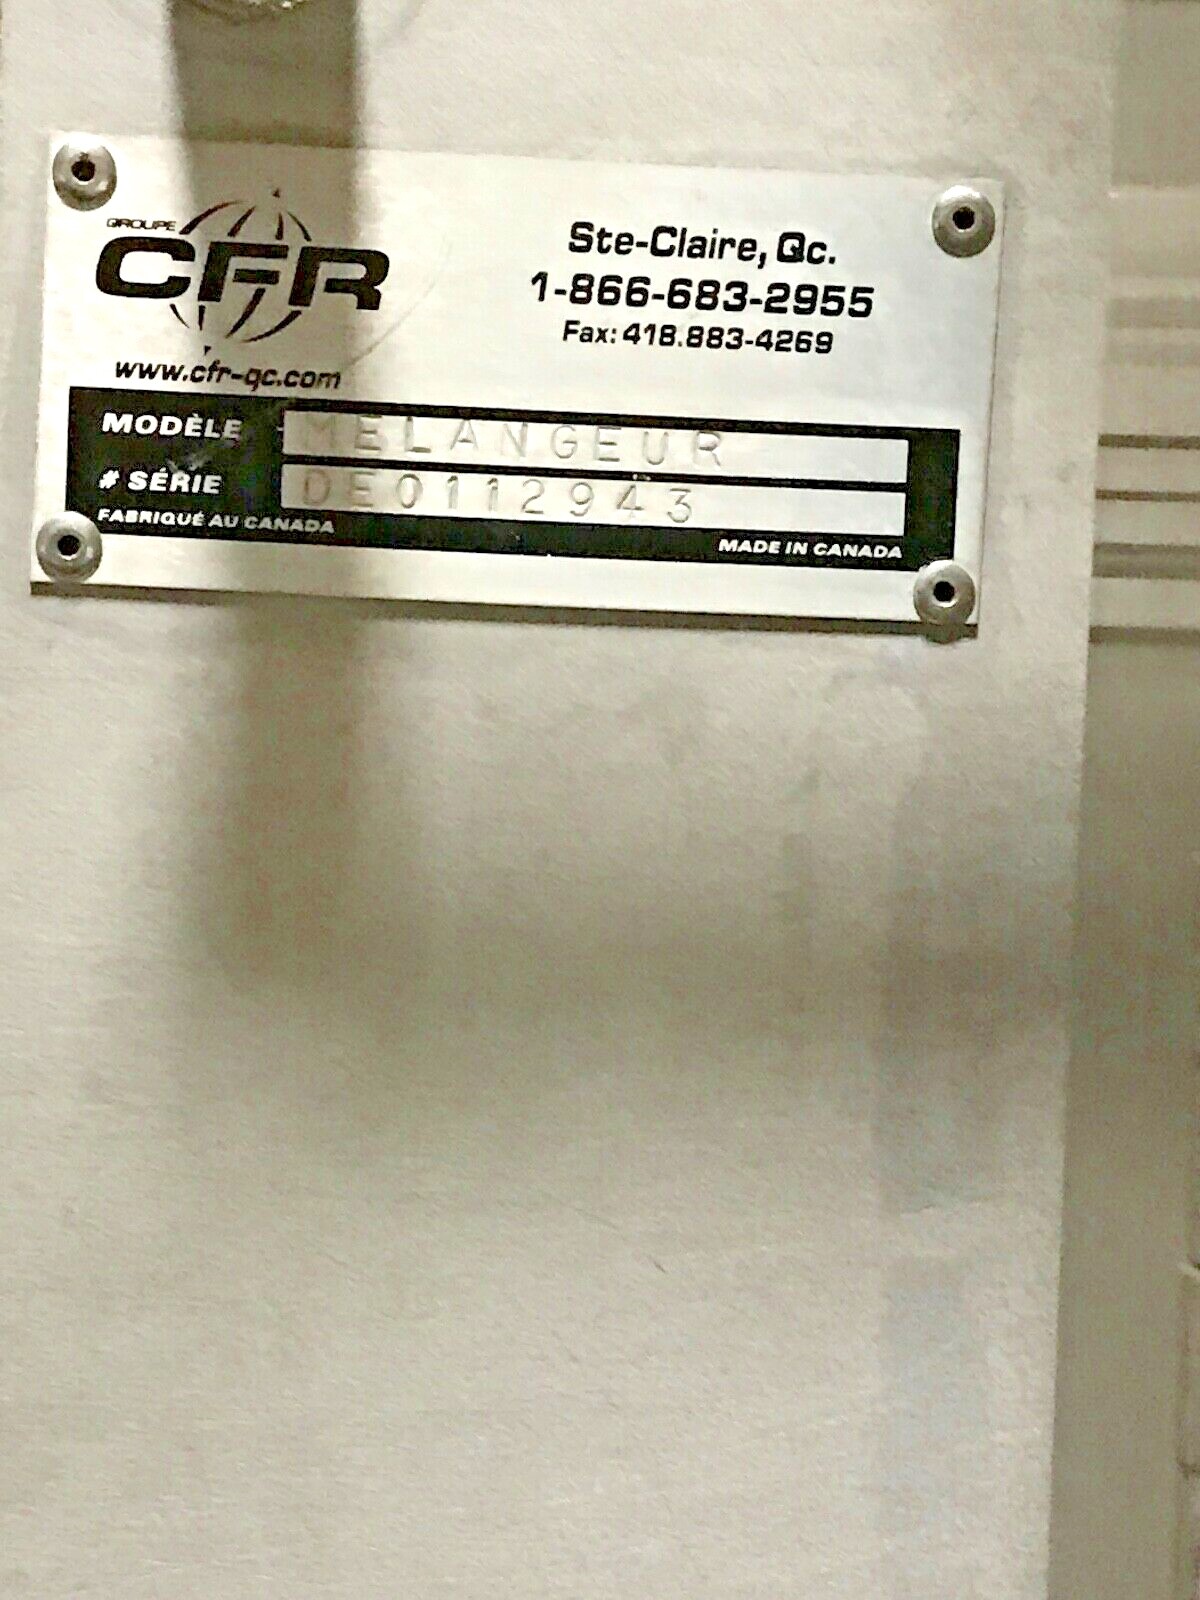 GROUPE
CFR
www.cfr-qc.com
Ste-Claire, Qc.
1-866-683-2955
Fax: 418.883-4269
MODÈLE MELANGEUR
# SÉRIE DE0112943
FABRIQUÉ AU CANADA
MADE IN CANADA